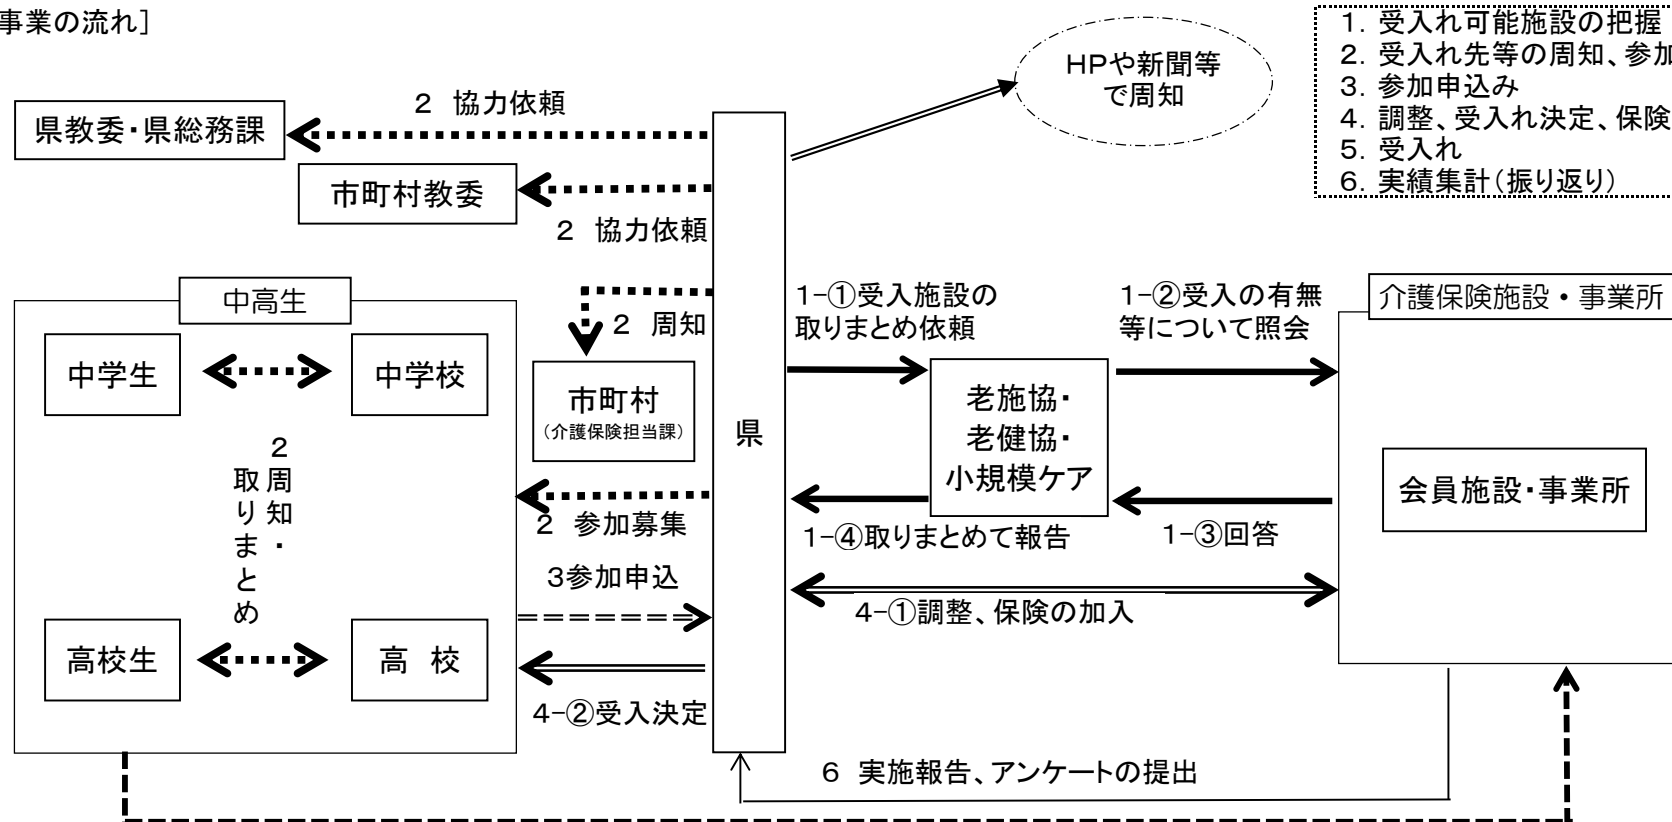 事業の流れ]
1. 受入れ可能施設の把握
2. 受入れ先等の周知、参加
3. 参加申込み
4. 調整、受入れ決定、保険
5. 受入れ
6. 実績集計(振り返り)
HPや新聞等
で周知
2 協力依頼
県教委・県総務課
市町村教委
2 協力依頼
中高生
中学生
中学校
2 周知
市町村
(介護保険担当課)
県
1-①受入施設の
取りまとめ依頼
1-②受入の有無
等について照会
介護保険施設・事業所
老施協・
老健協・
小規模ケア
会員施設・事業所
2周知・
取りまとめ
2 参加募集
1-④取りまとめて報告
1-③回答
3参加申込
4-①調整、保険の加入
高校生
高 校
4-②受入決定
6 実施報告、アンケートの提出